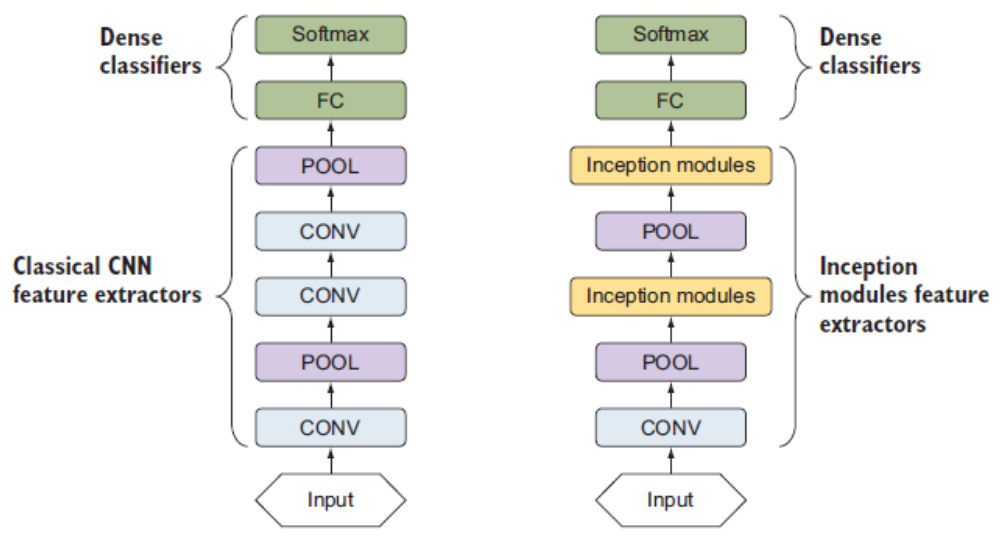 Dense
classifiers
Softmax
FC
POOL
CONV
CONV
POOL
CONV
Input
Classical CNN
feature extractors
Softmax
FC
Inception modules
POOL
Inception modules
POOL
CONV
Input
Dense
classifiers
Inception
modules feature
extractors